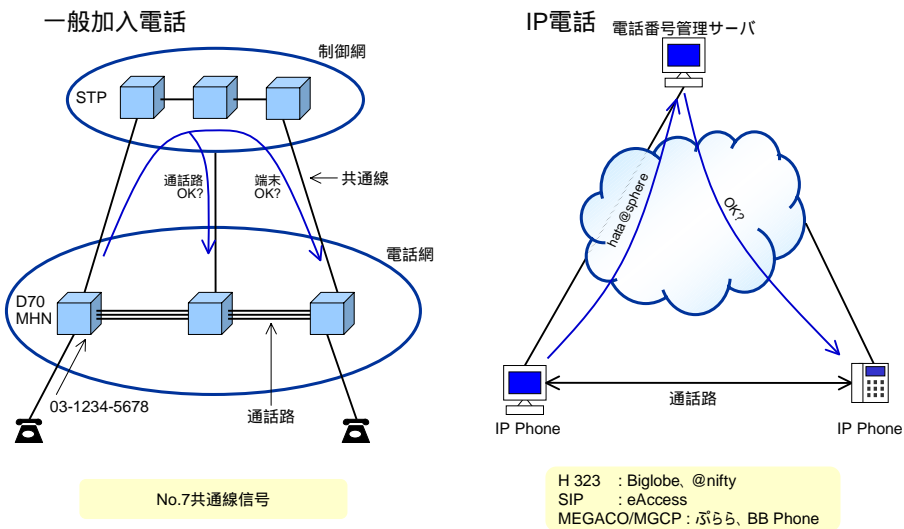 一般加入電話
制御網
STP
通話路
OK?
端末
OK?
共通線
電話網
D70
MHN
03-1234-5678
通話路
No.7共通線信号
IP電話
電話番号管理サーバ
hata@sphere
OK?
通話路
IP Phone
IP Phone
H 323 : Biglobe、@nifty
SIP : eAccess
MEGACO/MGCP : ぷらら、BB Phone